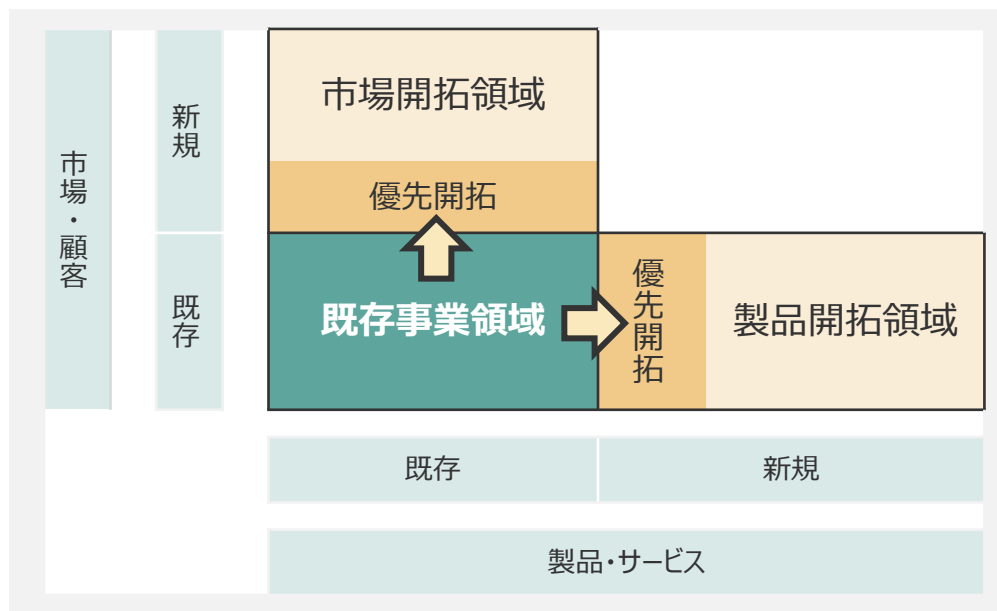 市場・顧客
新規
既存
市場開拓領域
優先開拓
既存事業領域
優先開拓
製品開拓領域
既存
新規
製品・サービス